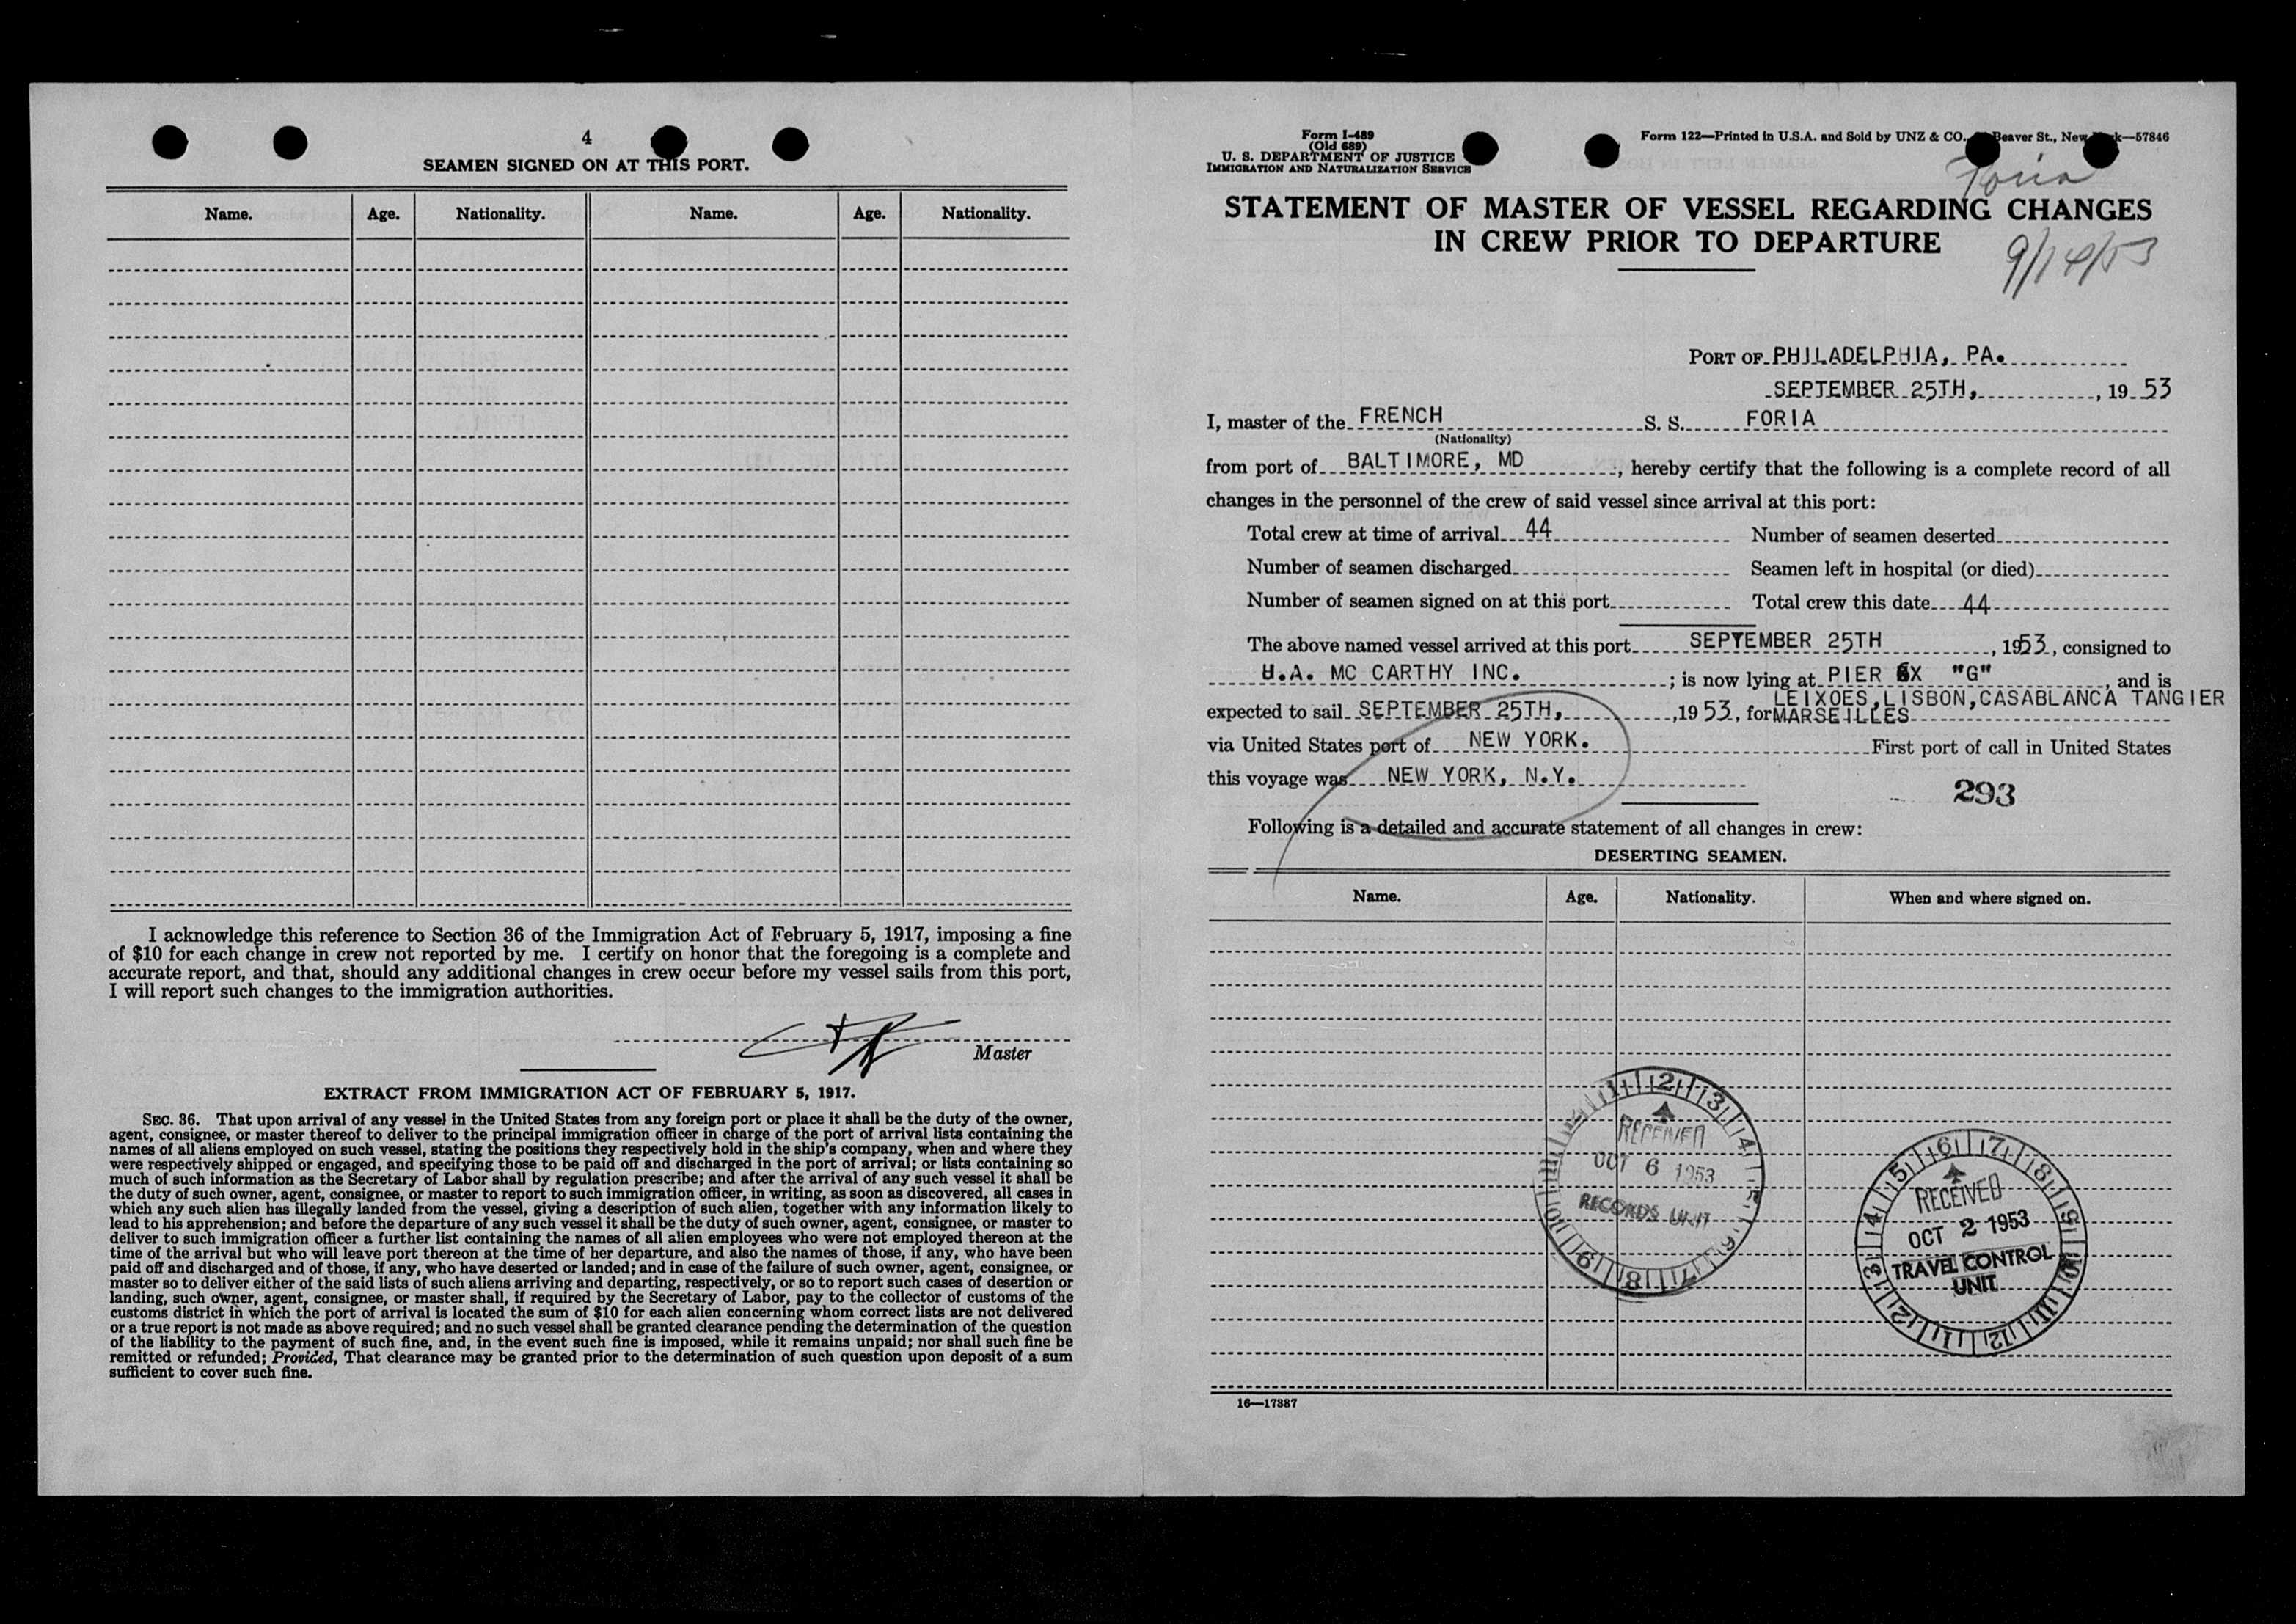 4
SEAMEN SIGNED ON AT THIS PORT.
Name. Age. Nationality. Name. Age. Nationality.
I acknowledge this reference to Section 36 of the Immigration Act of February 5, 1917, imposing a fine
of $10 for each change in crew not reported by me. I certify on honor that the foregoing is a complete and
accurate report, and that, should any additional changes in crew occur before my vessel sails from this port,
I will report such changes to the immigration authorities.
Master
EXTRACT FROM IMMIGRATION ACT OF FEBRUARY 5, 1917.
SEC. 36. That upon arrival of any vessel in the United States from any foreign port or place it shall be the duty of the owner,
agent, consignee, or master thereof to deliver to the principal immigration officer in charge of the port of arrival lists containing the
names of all aliens employed on such vessel, stating the positions they respectively hold in the ship's company, when and where they
were respectively shipped or engaged, and specifying those to be paid off and discharged in the port of arrival; or lists containing so
much of such information as the Secretary of Labor shall by regulation prescribe; and after the arrival of any such vessel it shall be
the duty of such owner, agent, consignee, or master to report to such immigration officer, in writing, as soon as discovered, all cases in
which any such alien has illegally landed from the vessel, giving a description of such alien, together with any information likely to
lead to his apprehension; and before the departure of any such vessel it shall be the duty of such owner, agent, consignee, or master to
deliver to such immigration officer a further list containing the names of all alien employees who were not employed thereon at the
time of the arrival but who will leave port thereon at the time of her departure, and also the names of those, if any, who have been
paid off and discharged and of those, if any, who have deserted or landed; and in case of the failure of such owner, agent, consignee, or
master so to deliver either of the said lists of such aliens arriving and departing, respectively, or so to report such cases of desertion or
landing, such owner, agent, consignee, or master shall, if required by the Secretary of Labor, pay to the collector of customs of the
customs district in which the port of arrival is located the sum of $10 for each alien concerning whom correct lists are not delivered
or a true report is not made as above required; and no such vessel shall be granted clearance pending the determination of the question
of the liability to the payment of such fine, and, in the event such fine is imposed, while it remains unpaid; nor shall such fine be
remitted or refunded; Provided, That clearance may be granted prior to the determination of such question upon deposit of a sum
sufficient to cover such fine.
Form I-489
(Old 689)
U. S. DEPARTMENT OF JUSTICE
IMMIGRATION AND NATURALIZATION SERVICE
Form 122—Printed in U.S.A. and Sold by UNZ & CO., Beaver St., New —57846
Foria
STATEMENT OF MASTER OF VESSEL REGARDING CHANGES
IN CREW PRIOR TO DEPARTURE
9/14/53
PORT OF PHILADELPHIA, PA.
SEPTEMBER 25TH, , 1953
I, master of the FRENCH S. S. FORIA
(Nationality)
from port of BALTIMORE, MD , hereby certify that the following is a complete record of all
changes in the personnel of the crew of said vessel since arrival at this port:
Total crew at time of arrival 44 Number of seamen deserted
Number of seamen discharged Seamen left in hospital (or died)
Number of seamen signed on at this port Total crew this date 44
The above named vessel arrived at this port SEPTEMBER 25TH , 1953, consigned to
H.A. MC CARTHY INC. ; is now lying at PIER X "G" , and is
LEIXOES, LISBON, CASABLANCA TANGIER
expected to sail SEPTEMBER 25TH, , 1953, for MARSEILLES
via United States port of NEW YORK. First port of call in United States
this voyage was NEW YORK, N.Y.
293
Following is a detailed and accurate statement of all changes in crew:
DESERTING SEAMEN.
Name. Age. Nationality. When and where signed on.
1 2 3 4 5 6 7 8 9 10 11 12
RECEIVED
OCT 6 1953
RECORDS UNIT
6 7 8 9 10 11 12 1 2 3 4 5
RECEIVED
OCT 2 1953
TRAVEL CONTROL
UNIT
16—17887